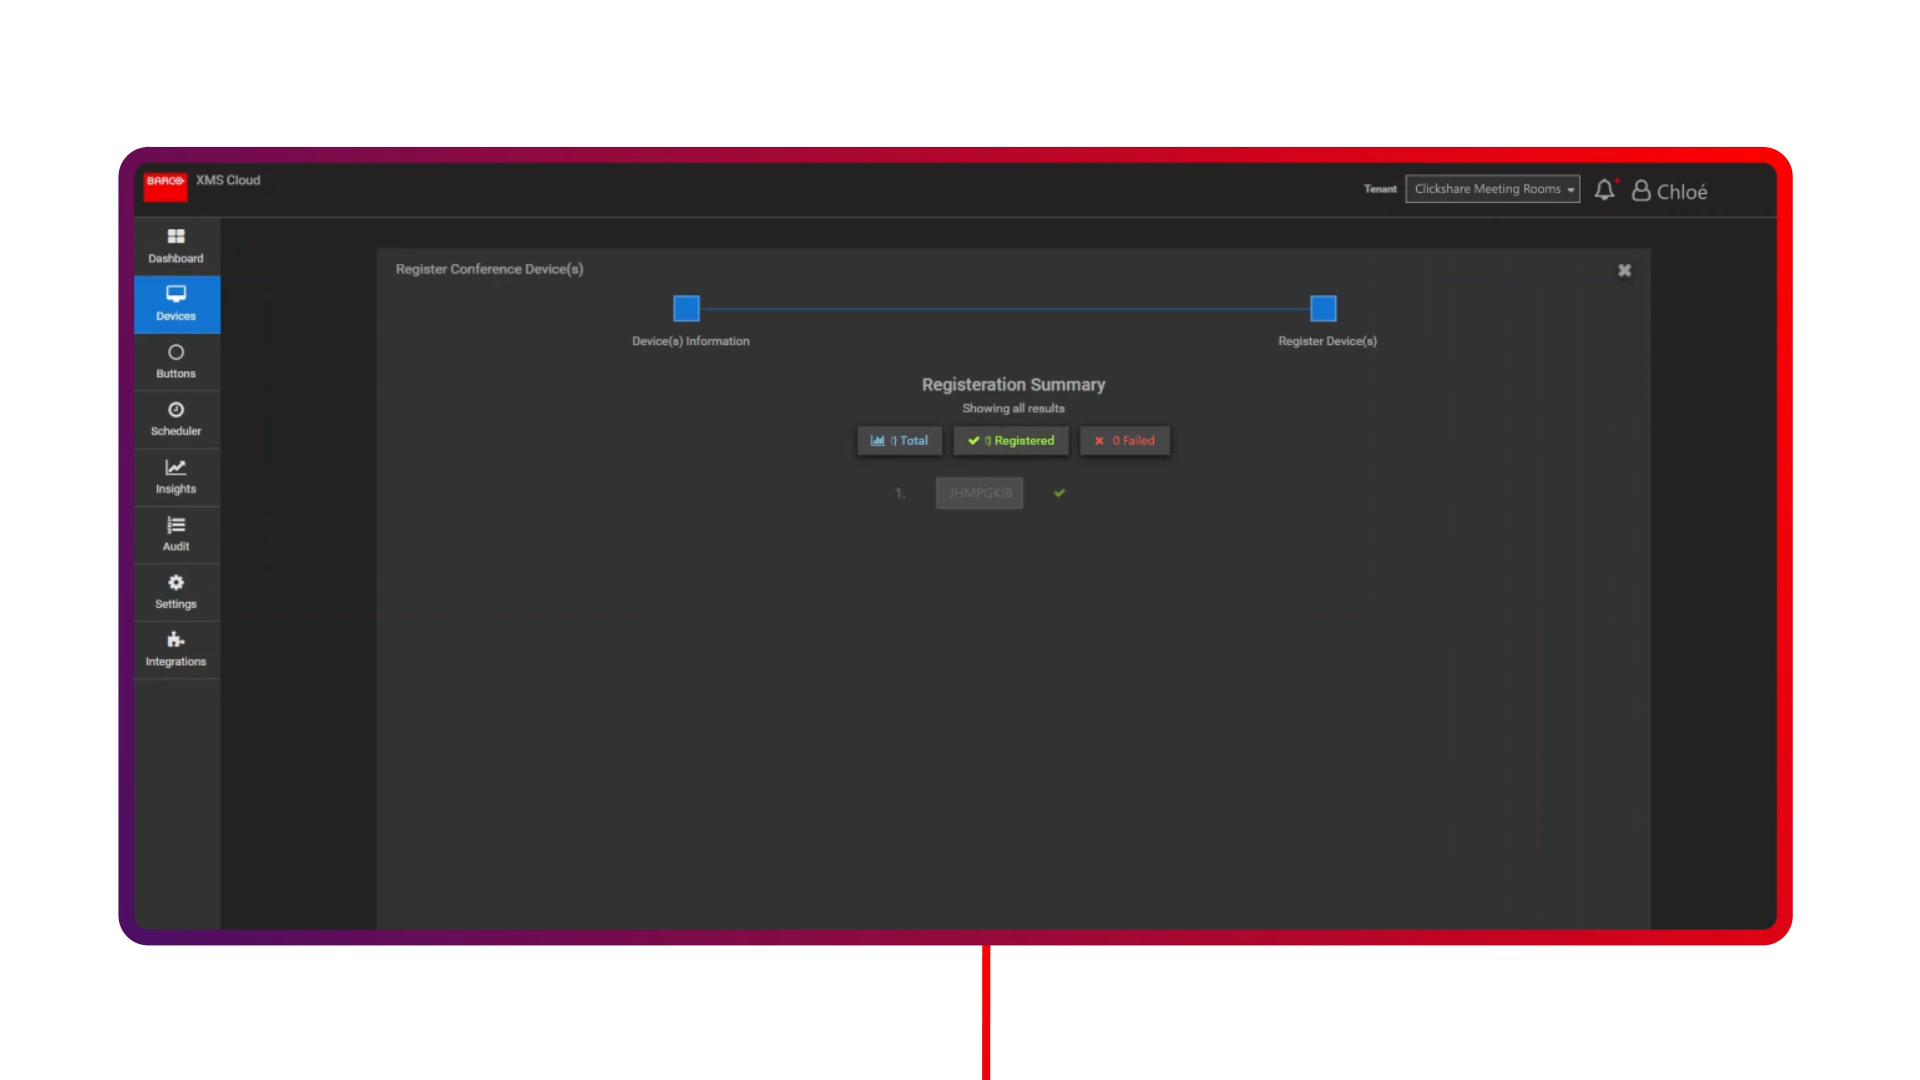 BARCO XMS Cloud
Tenant Clickshare Meeting Rooms Chloé
Dashboard
Devices
Buttons
Scheduler
Insights
Audit
Settings
Integrations
Register Conference Device(s)
Device(s) Information
Register Device(s)
Registeration Summary
Showing all results
Total
Registered
0 Failed
1. JHMPGKIB